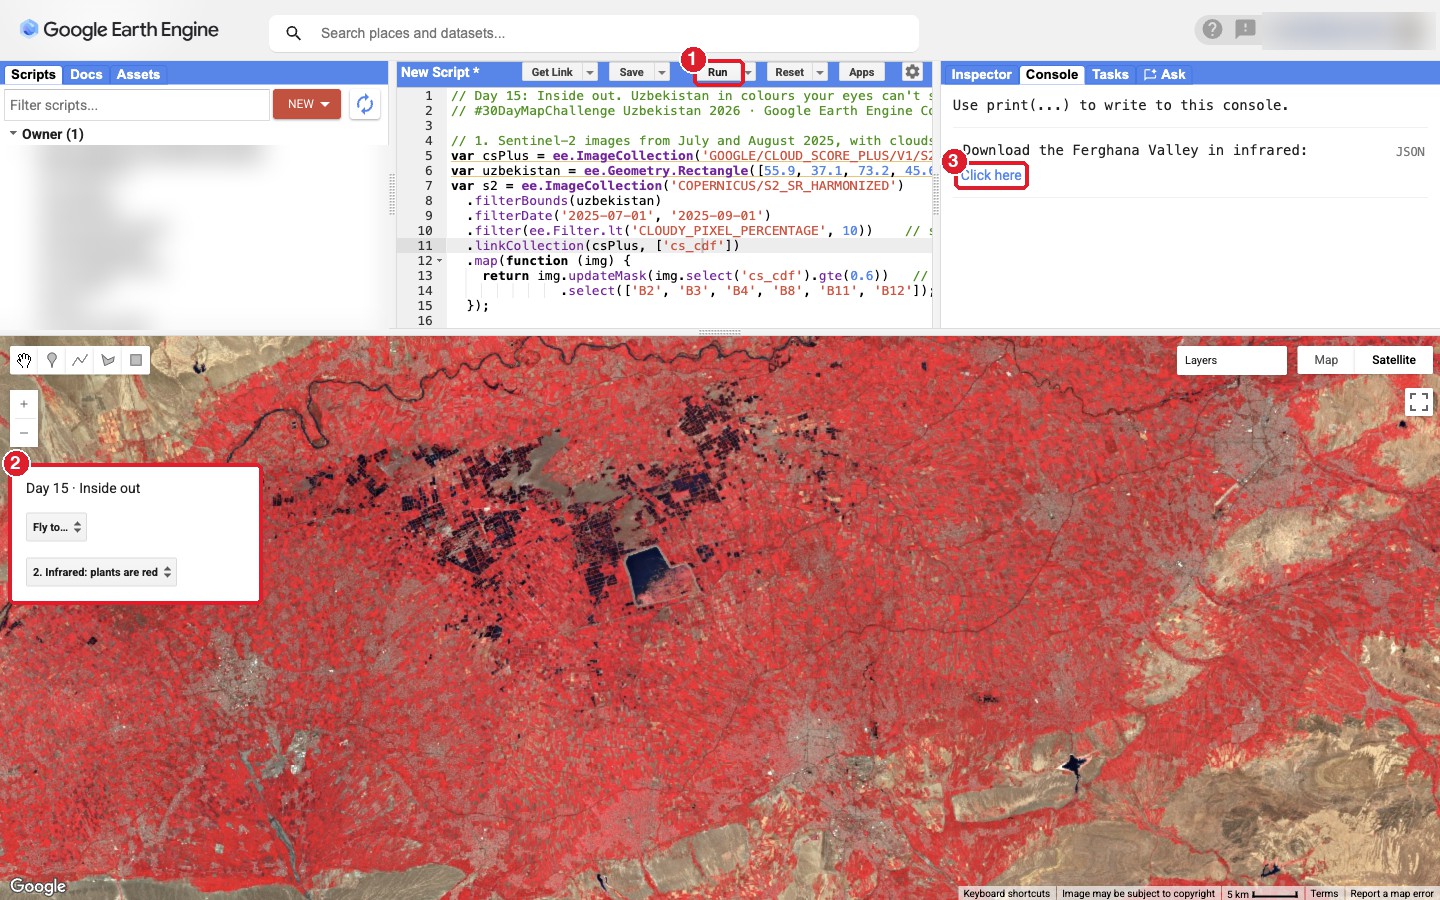 Google Earth Engine
Search places and datasets...
Scripts Docs Assets
Filter scripts...
NEW
Owner (1)
New Script *
Get Link
Save
1
Run
Reset
Apps
1 // Day 15: Inside out. Uzbekistan in colours your eyes can't s
2 // #30DayMapChallenge Uzbekistan 2026 · Google Earth Engine Co
3
4 // 1. Sentinel-2 images from July and August 2025, with clouds
5 var csPlus = ee.ImageCollection('GOOGLE/CLOUD_SCORE_PLUS/V1/S2
6 var uzbekistan = ee.Geometry.Rectangle([55.9, 37.1, 73.2, 45.6
7 var s2 = ee.ImageCollection('COPERNICUS/S2_SR_HARMONIZED')
8 .filterBounds(uzbekistan)
9 .filterDate('2025-07-01', '2025-09-01')
10 .filter(ee.Filter.lt('CLOUDY_PIXEL_PERCENTAGE', 10)) // s
11 .linkCollection(csPlus, ['cs_cdf'])
12 .map(function (img) {
13 return img.updateMask(img.select('cs_cdf').gte(0.6)) //
14 .select(['B2', 'B3', 'B4', 'B8', 'B11', 'B12']);
15 });
16
Inspector Console Tasks Ask
Use print(...) to write to this console.
Download the Ferghana Valley in infrared:
JSON
3
Click here
Layers
Map
Satellite
2
Day 15 · Inside out
Fly to...
2. Infrared: plants are red
Google
Keyboard shortcuts
Image may be subject to copyright
5 km
Terms
Report a map error